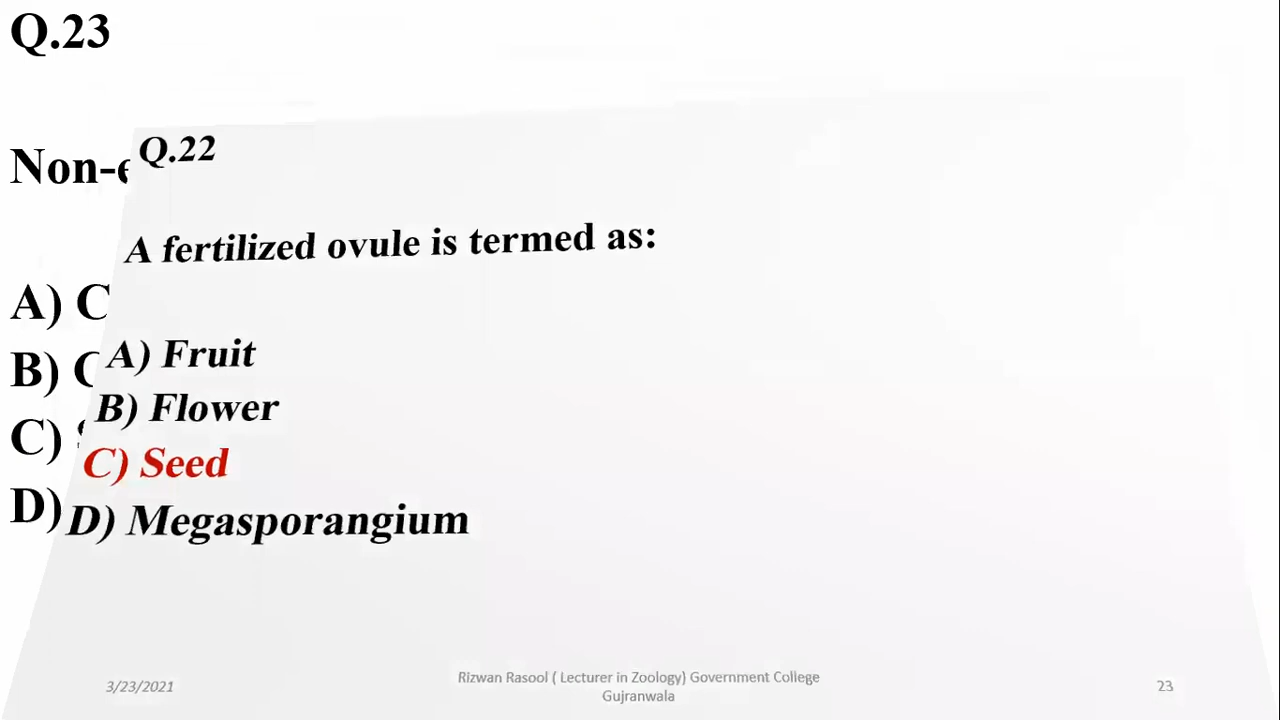 Q.23
Q.22
A fertilized ovule is termed as:
A) Fruit
B) Flower
C) Seed
D) Megasporangium
A)
B)
C)
D)
3/23/2021
Rizwan Rasool ( Lecturer in Zoology) Government College
Gujranwala
23